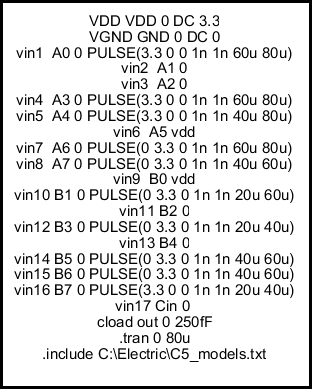 VDD VDD 0 DC 3.3
VGND GND 0 DC 0
vin1 A0 0 PULSE(3.3 0 0 1n 1n 60u 80u)
vin2 A1 0
vin3 A2 0
vin4 A3 0 PULSE(3.3 0 0 1n 1n 60u 80u)
vin5 A4 0 PULSE(3.3 0 0 1n 1n 40u 80u)
vin6 A5 vdd
vin7 A6 0 PULSE(0 3.3 0 1n 1n 60u 80u)
vin8 A7 0 PULSE(0 3.3 0 1n 1n 40u 60u)
vin9 B0 vdd
vin10 B1 0 PULSE(0 3.3 0 1n 1n 20u 60u)
vin11 B2 0
vin12 B3 0 PULSE(0 3.3 0 1n 1n 20u 40u)
vin13 B4 0
vin14 B5 0 PULSE(0 3.3 0 1n 1n 40u 60u)
vin15 B6 0 PULSE(0 3.3 0 1n 1n 40u 60u)
vin16 B7 0 PULSE(3.3 0 0 1n 1n 20u 40u)
vin17 Cin 0
cload out 0 250fF
.tran 0 80u
.include C:\Electric\C5_models.txt